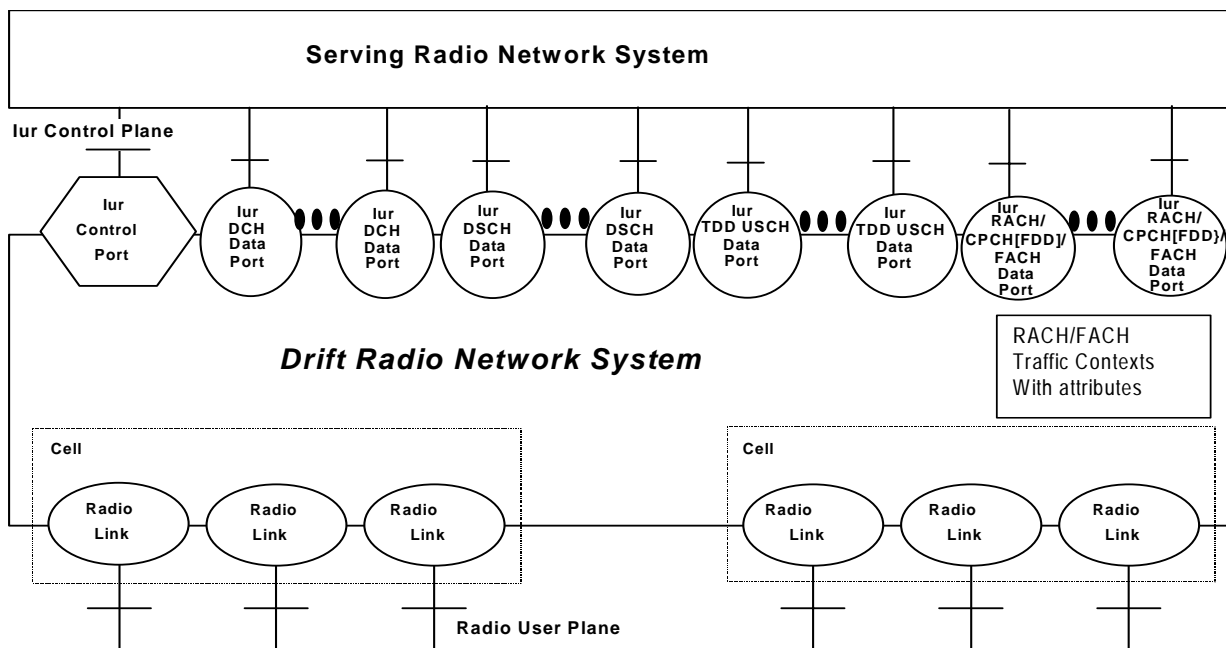 Serving Radio Network System
Iur Control Plane
Iur
Control
Port
Iur
DCH
Data
Port
Iur
DCH
Data
Port
Iur
DSCH
Data
Port
Iur
DSCH
Data
Port
Iur
TDD USCH
Data
Port
Iur
TDD USCH
Data
Port
Iur
RACH/
CPCH[FDD]/
FACH
Data
Port
Iur
RACH/
CPCH[FDD}/
FACH
Data
Port
Drift Radio Network System
RACH/FACH
Traffic Contexts
With attributes
Cell
Radio
Link
Radio
Link
Radio
Link
Cell
Radio
Link
Radio
Link
Radio
Link
Radio User Plane